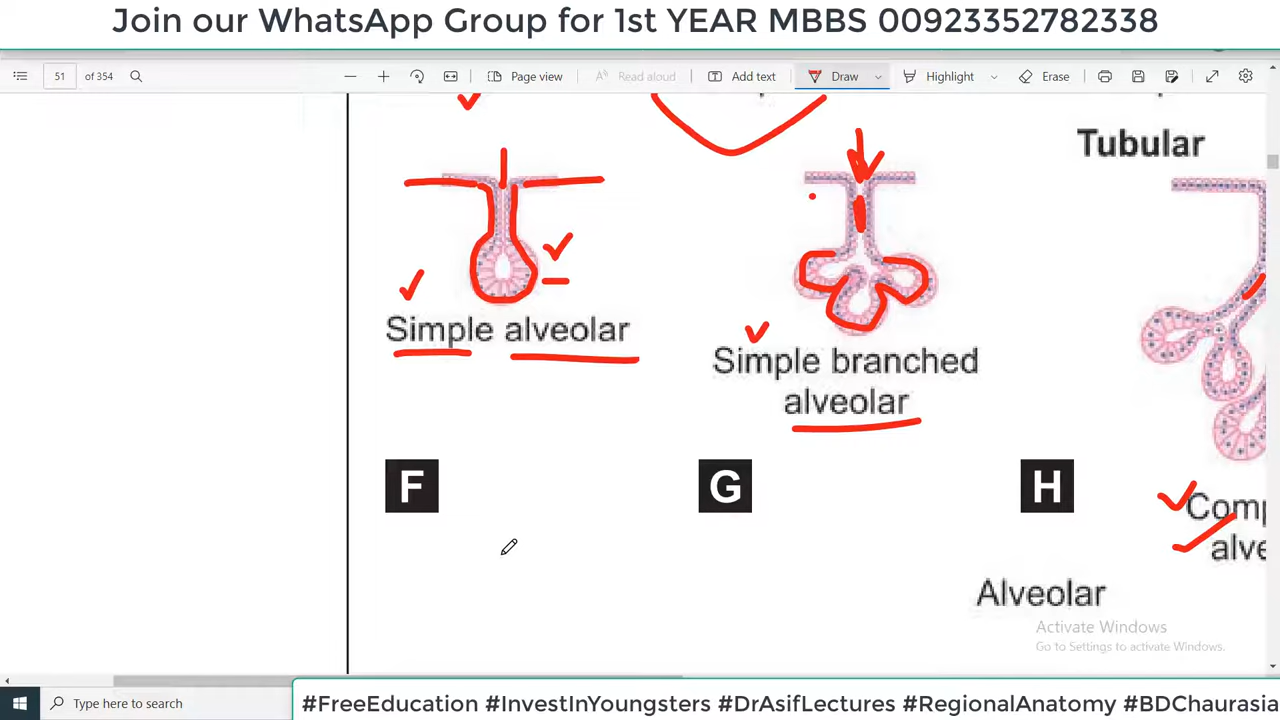 Join our WhatsApp Group for 1st YEAR MBBS 00923352782338
51 of 354 Page view Read aloud Add text Draw Highlight Erase
Tubular
Simple alveolar
Simple branched
alveolar
F G H
Comp
alve
Alveolar
Activate Windows
Go to Settings to activate Windows.
Type here to search
#FreeEducation #InvestInYoungsters #DrAsifLectures #RegionalAnatomy #BDChaurasia